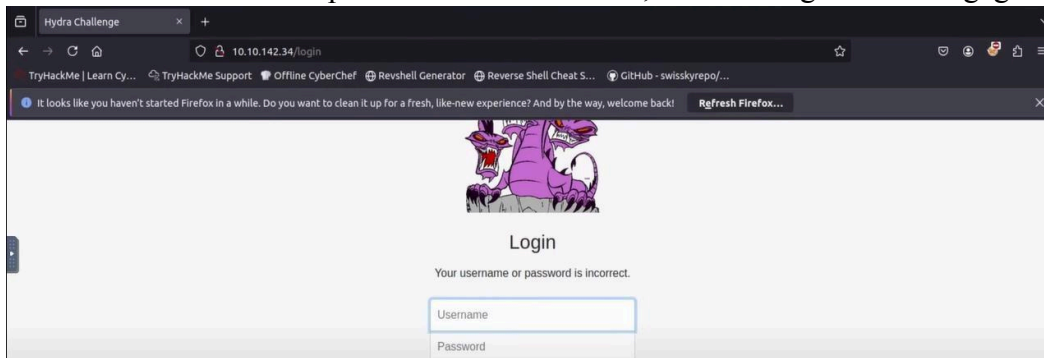 Hydra Challenge
10.10.142.34/login
TryHackMe | Learn Cy... TryHackMe Support Offline CyberChef Revshell Generator Reverse Shell Cheat S... GitHub - swisskyrepo/...
It looks like you haven't started Firefox in a while. Do you want to clean it up for a fresh, like-new experience? And by the way, welcome back! Refresh Firefox...
Login
Your username or password is incorrect.
Username
Password